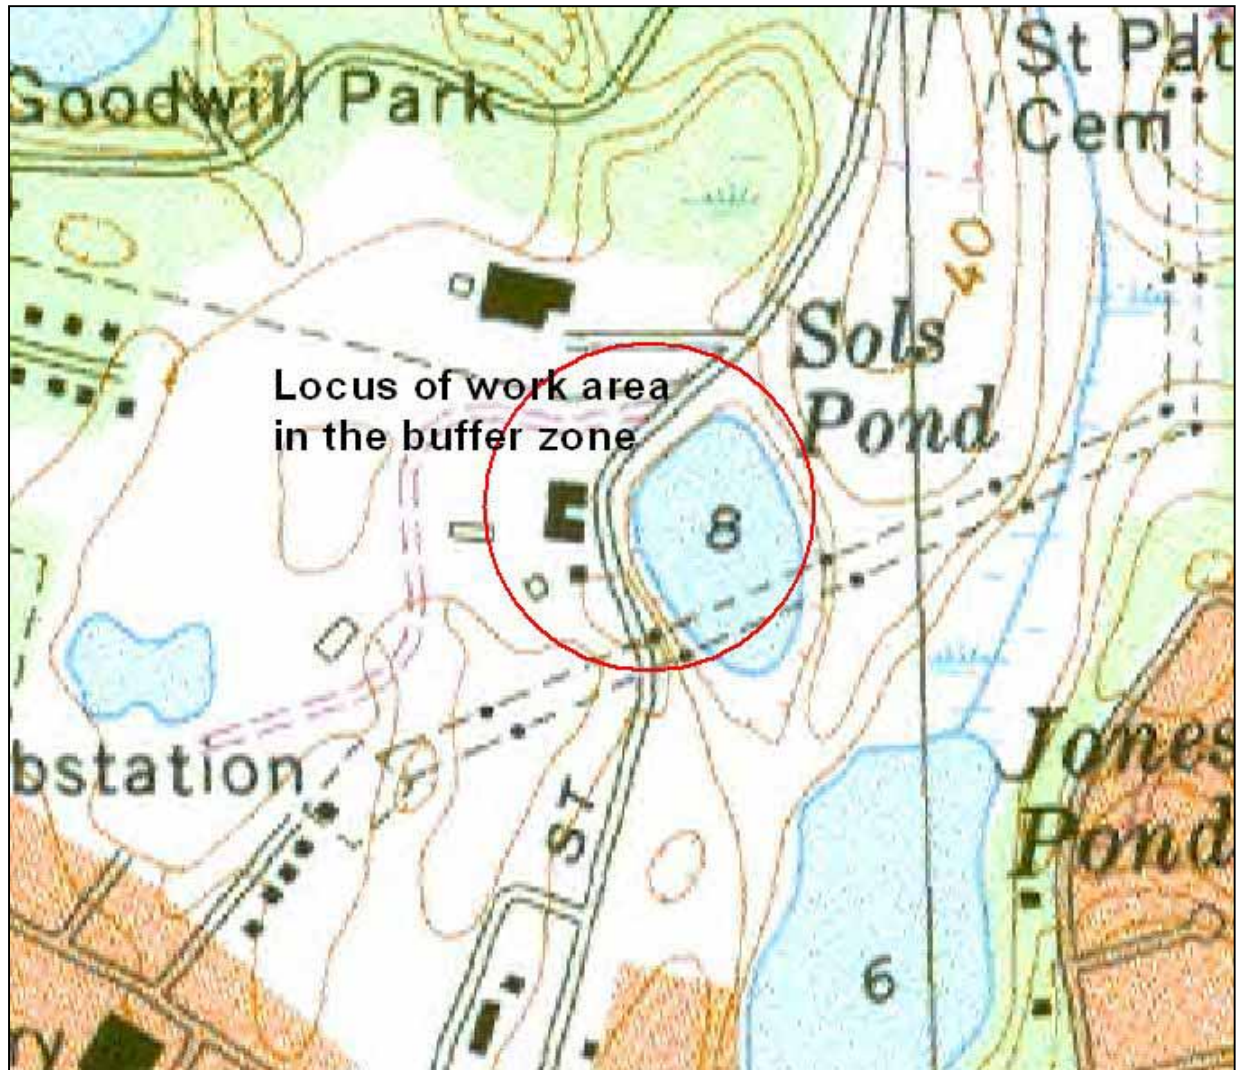 St Pat
Cem
Goodwill Park
40
Sols
Pond
Locus of work area
in the buffer zone
8
bstation
ST
Jones
Pond
6